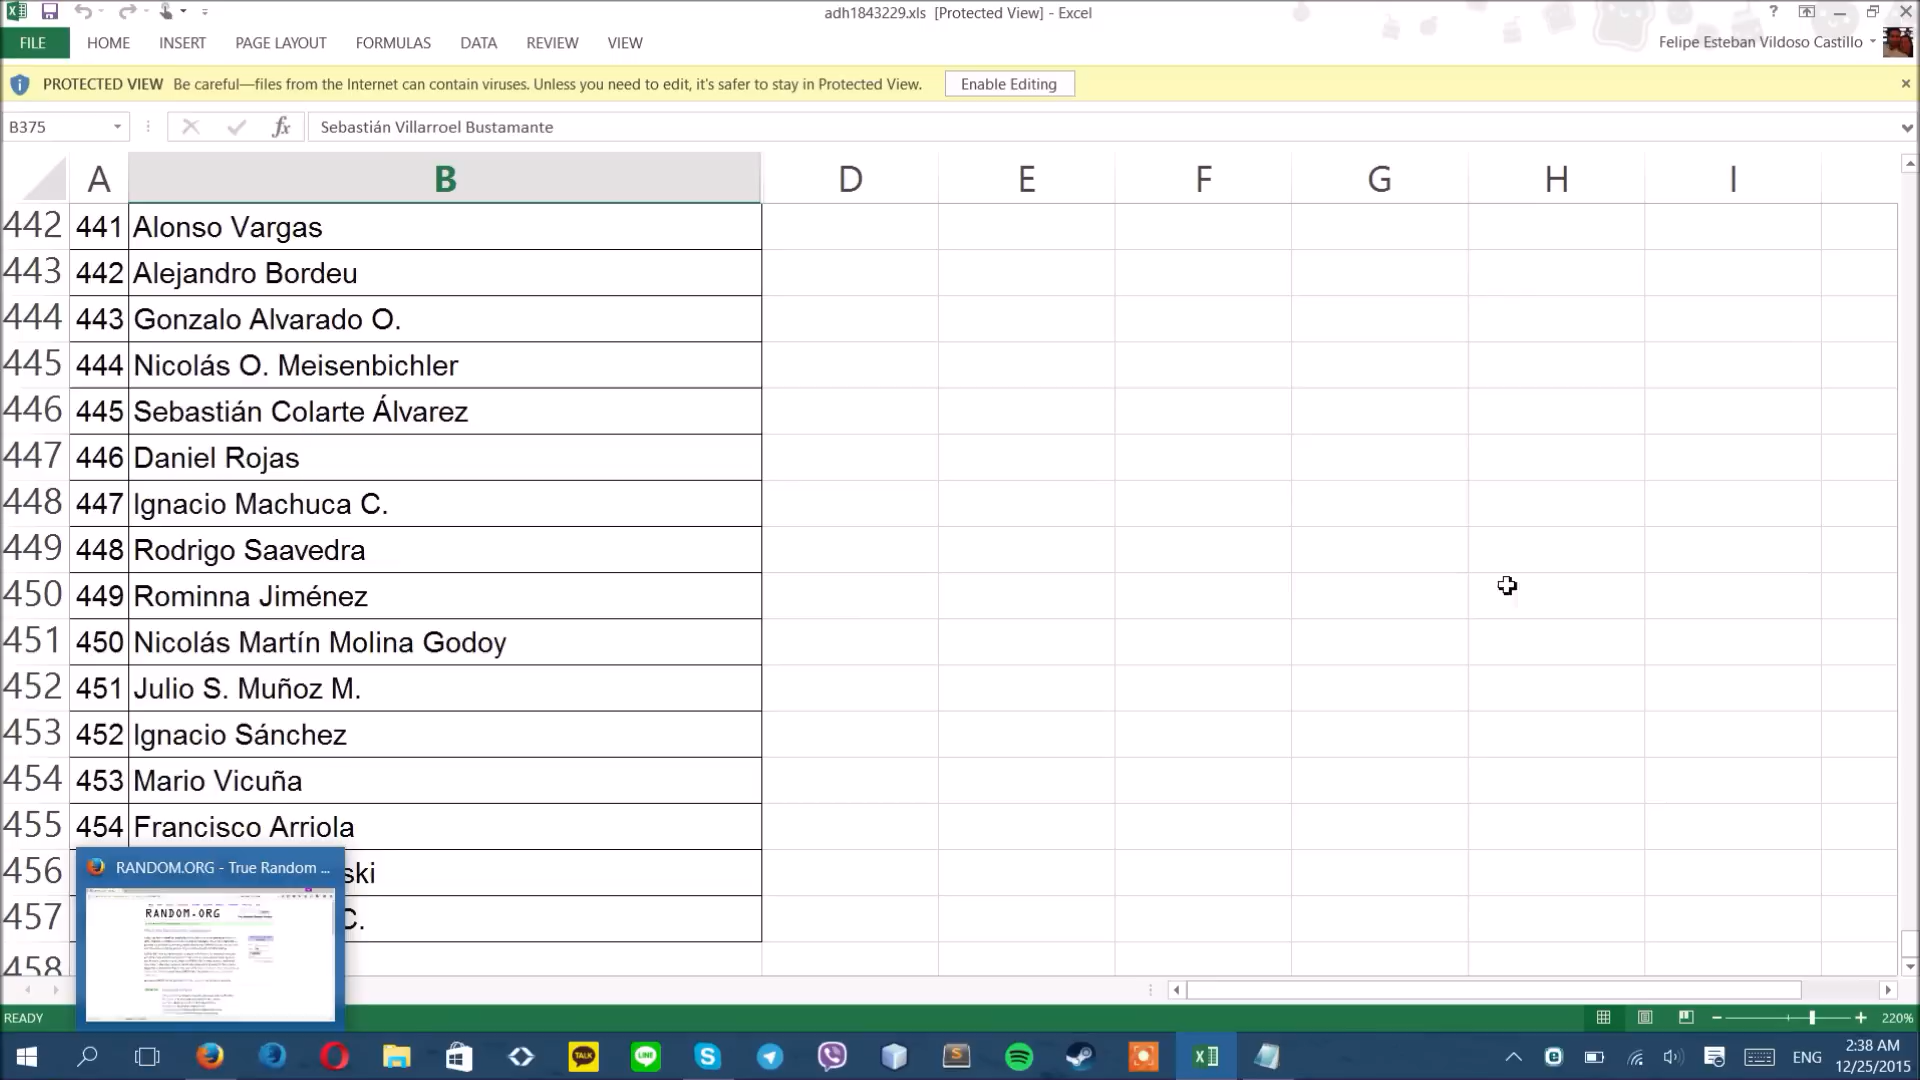 adh1843229.xls [Protected View] - Excel
FILE HOME INSERT PAGE LAYOUT FORMULAS DATA REVIEW VIEW Felipe Esteban Vildoso Castillo
PROTECTED VIEW Be careful—files from the Internet can contain viruses. Unless you need to edit, it's safer to stay in Protected View. Enable Editing
B375 fx Sebastián Villarroel Bustamante
A B D E F G H I
442 441 Alonso Vargas
443 442 Alejandro Bordeu
444 443 Gonzalo Alvarado O.
445 444 Nicolás O. Meisenbichler
446 445 Sebastián Colarte Álvarez
447 446 Daniel Rojas
448 447 Ignacio Machuca C.
449 448 Rodrigo Saavedra
450 449 Rominna Jiménez
451 450 Nicolás Martín Molina Godoy
452 451 Julio S. Muñoz M.
453 452 Ignacio Sánchez
454 453 Mario Vicuña
455 454 Francisco Arriola
456 ski
457 C.
458
RANDOM.ORG - True Random ...
RANDOM.ORG
READY 220%
TALK LINE ENG 2:38 AM
12/25/2015